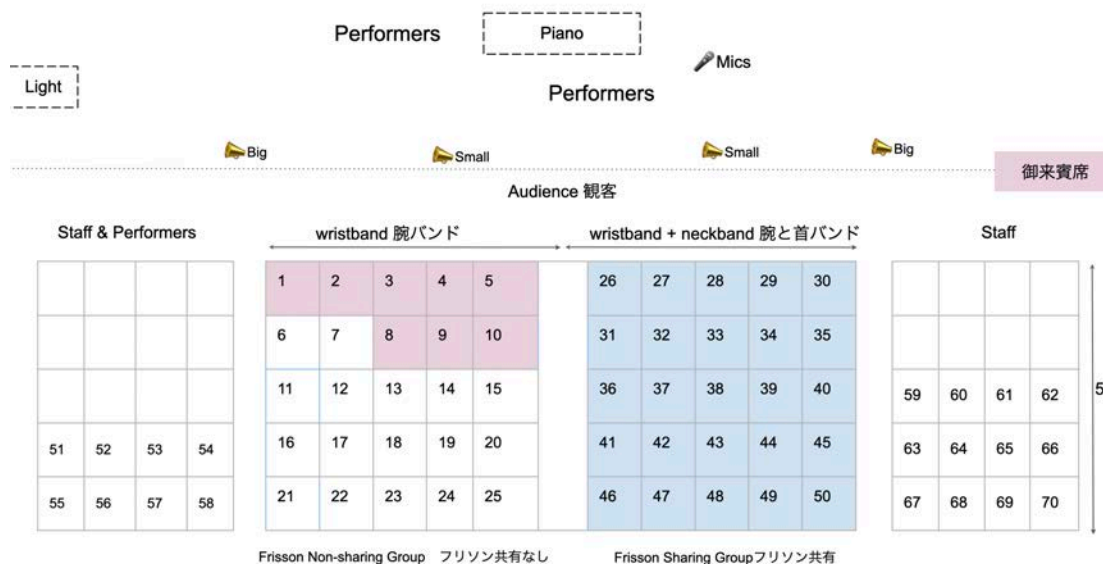 Performers
Piano
Mics
Light
Performers
Big
Small
Small
Big
御来賓席
Audience 観客
Staff & Performers
wristband 腕バンド
wristband + neckband 腕と首バンド
Staff
1 2 3 4 5 26 27 28 29 30
6 7 8 9 10 31 32 33 34 35
11 12 13 14 15 36 37 38 39 40 59 60 61 62 5
51 52 53 54 16 17 18 19 20 41 42 43 44 45 63 64 65 66
55 56 57 58 21 22 23 24 25 46 47 48 49 50 67 68 69 70
Frisson Non-sharing Group フリソン共有なし
Frisson Sharing Groupフリソン共有